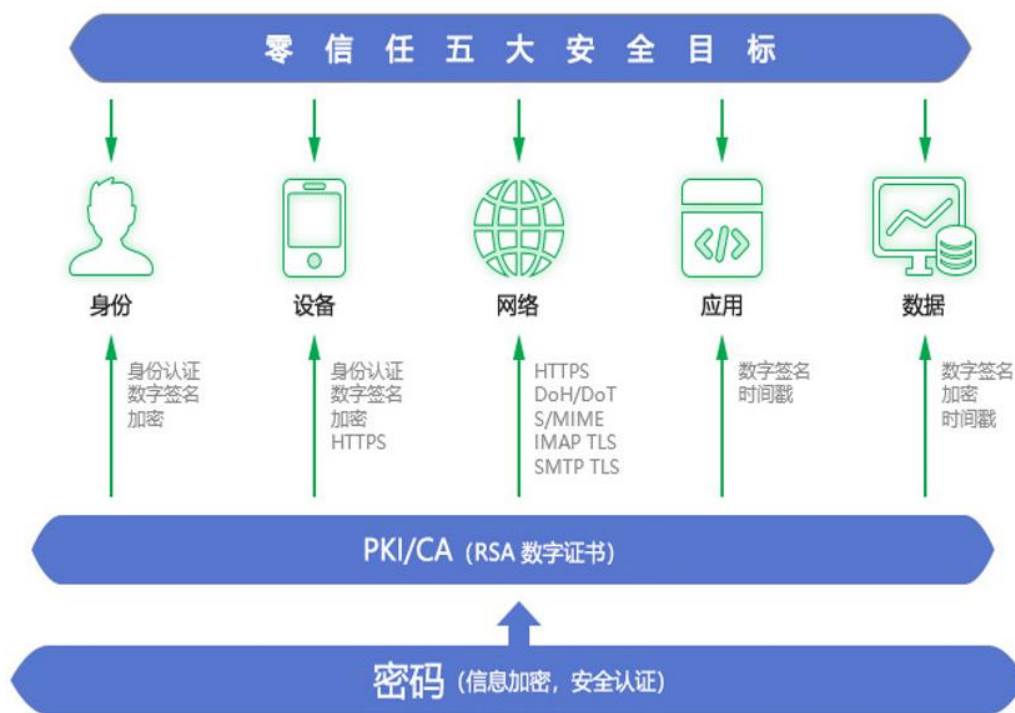 零信任五大安全目标
身份
设备
网络
应用
数据
身份认证
数字签名
加密
身份认证
数字签名
加密
HTTPS
HTTPS
DoH/DoT
S/MIME
IMAP TLS
SMTP TLS
数字签名
时间戳
数字签名
加密
时间戳
PKI/CA（RSA 数字证书）
密码（信息加密，安全认证）